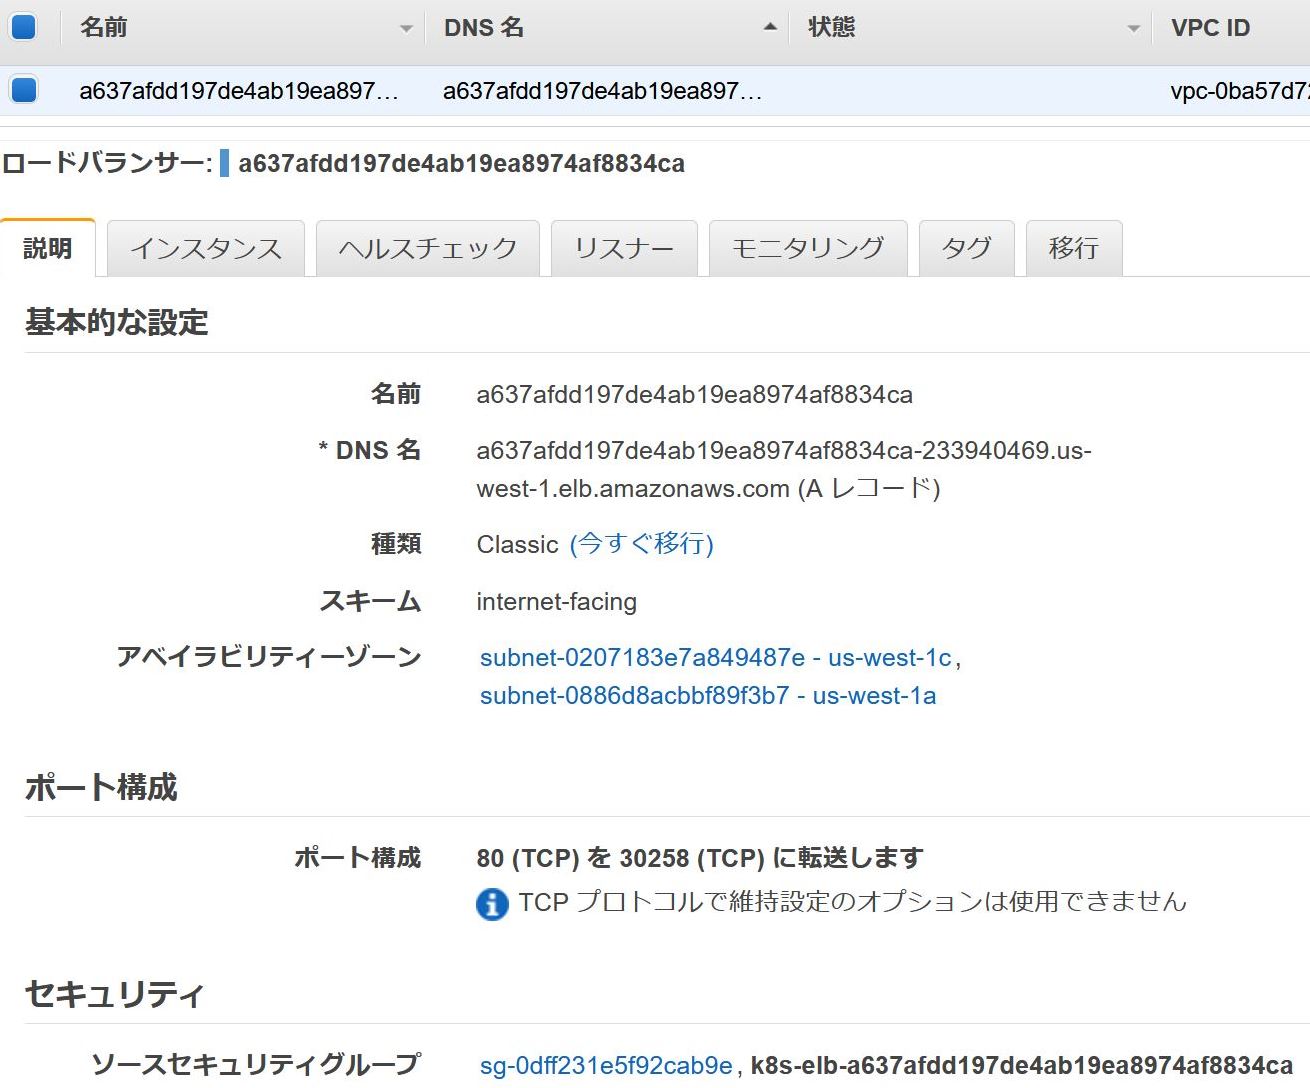 名前 DNS 名 状態 VPC ID
a637afdd197de4ab19ea897... a637afdd197de4ab19ea897... vpc-0ba57d72
ロードバランサー: a637afdd197de4ab19ea8974af8834ca
説明 インスタンス ヘルスチェック リスナー モニタリング タグ 移行
基本的な設定
名前 a637afdd197de4ab19ea8974af8834ca
* DNS 名 a637afdd197de4ab19ea8974af8834ca-233940469.us-
west-1.elb.amazonaws.com (A レコード)
種類 Classic (今すぐ移行)
スキーム internet-facing
アベイラビリティーゾーン subnet-0207183e7a849487e - us-west-1c,
subnet-0886d8acbbf89f3b7 - us-west-1a
ポート構成
ポート構成 80 (TCP) を 30258 (TCP) に転送します
TCP プロトコルで維持設定のオプションは使用できません
セキュリティ
ソースセキュリティグループ sg-0dff231e5f92cab9e, k8s-elb-a637afdd197de4ab19ea8974af8834ca